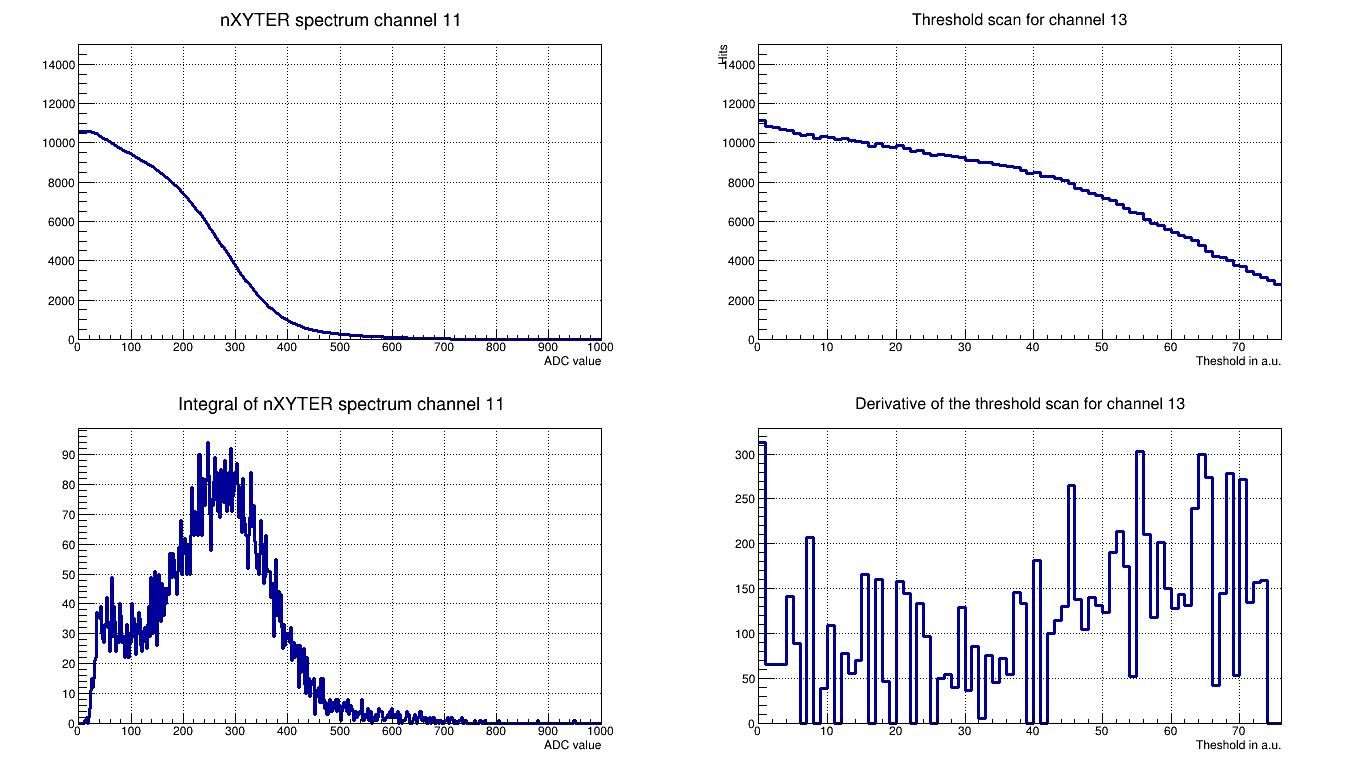 nXYTER spectrum channel 11
14000
12000
10000
8000
6000
4000
2000
0
0 100 200 300 400 500 600 700 800 900 1000
ADC value
Threshold scan for channel 13
Hits
14000
12000
10000
8000
6000
4000
2000
0
0 10 20 30 40 50 60 70
Theshold in a.u.
Integral of nXYTER spectrum channel 11
90
80
70
60
50
40
30
20
10
0
0 100 200 300 400 500 600 700 800 900 1000
ADC value
Derivative of the threshold scan for channel 13
300
250
200
150
100
50
0
0 10 20 30 40 50 60 70
Theshold in a.u.